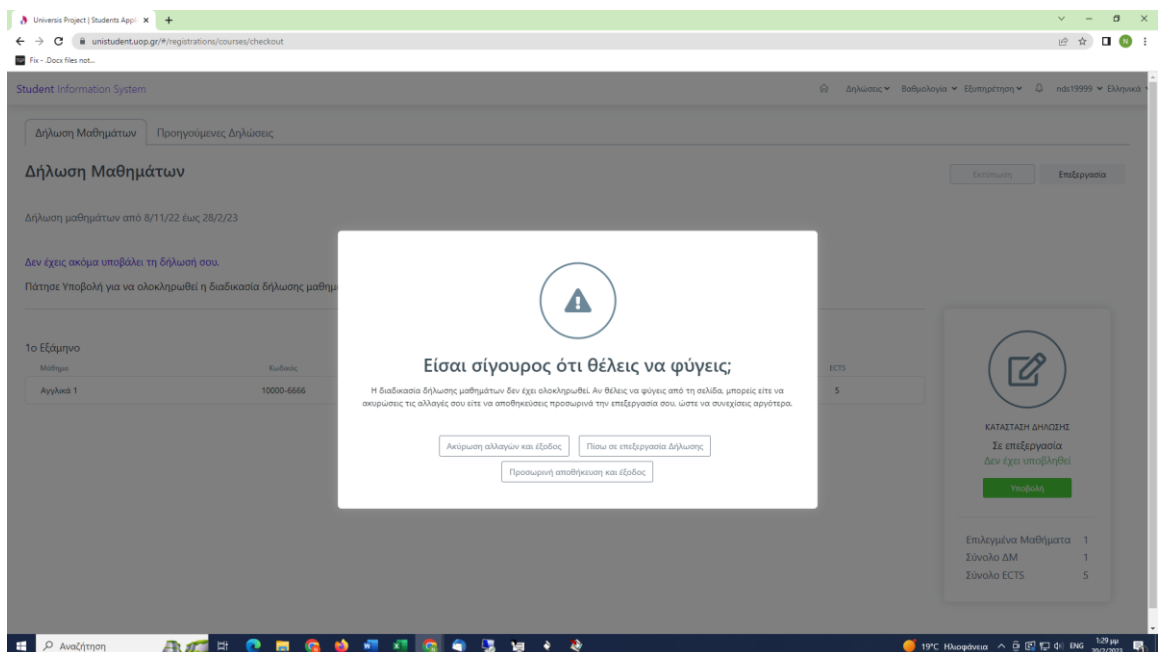 Universis Project | Students Appl
unistudent.uop.gr/#/registrations/courses/checkout
N
Fix - .Docx files not...
Student Information System
Δηλώσεις Βαθμολογία Εξυπηρέτηση nds19999 Ελληνικά
Δήλωση Μαθημάτων Προηγούμενες Δηλώσεις
Δήλωση Μαθημάτων
Εκτύπωση Επεξεργασία
Δήλωση μαθημάτων από 8/11/22 έως 28/2/23
Δεν έχεις ακόμα υποβάλει τη δήλωσή σου.
Πάτησε Υποβολή για να ολοκληρωθεί η διαδικασία δήλωσης μαθημ
1ο Εξάμηνο
Μάθημα Κωδικός ECTS
Αγγλικά 1 10000-6666 5
Είσαι σίγουρος ότι θέλεις να φύγεις;
Η διαδικασία δήλωσης μαθημάτων δεν έχει ολοκληρωθεί. Αν θέλεις να φύγεις από τη σελίδα, μπορείς είτε να
ακυρώσεις τις αλλαγές σου είτε να αποθηκεύσεις προσωρινά την επεξεργασία σου, ώστε να συνεχίσεις αργότερα.
Ακύρωση αλλαγών και έξοδος Πίσω σε επεξεργασία Δήλωσης
Προσωρινή αποθήκευση και έξοδος
ΚΑΤΑΣΤΑΣΗ ΔΗΛΩΣΗΣ
Σε επεξεργασία
Δεν έχει υποβληθεί
Υποβολή
Επιλεγμένα Μαθήματα 1
Σύνολο ΔΜ 1
Σύνολο ECTS 5
Αναζήτηση
19°C Ηλιοφάνεια ENG 1:29 μμ